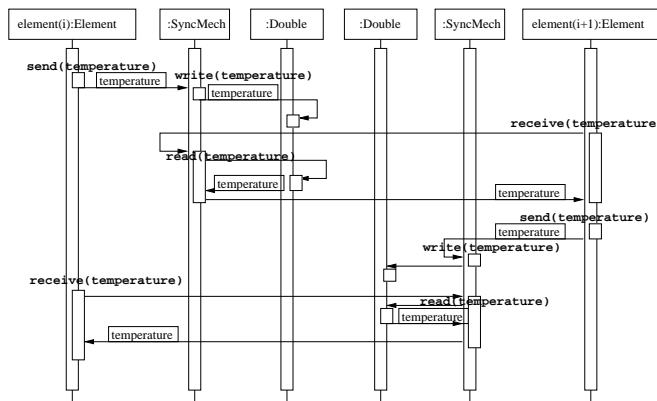 element(i):Element :SyncMech :Double :Double :SyncMech element(i+1):Element
send(temperature)
temperature
write(temperature)
temperature
receive(temperature
read(temperature)
temperature
temperature
send(temperature)
temperature
write(temperature)
receive(temperature)
read(temperature)
temperature
temperature